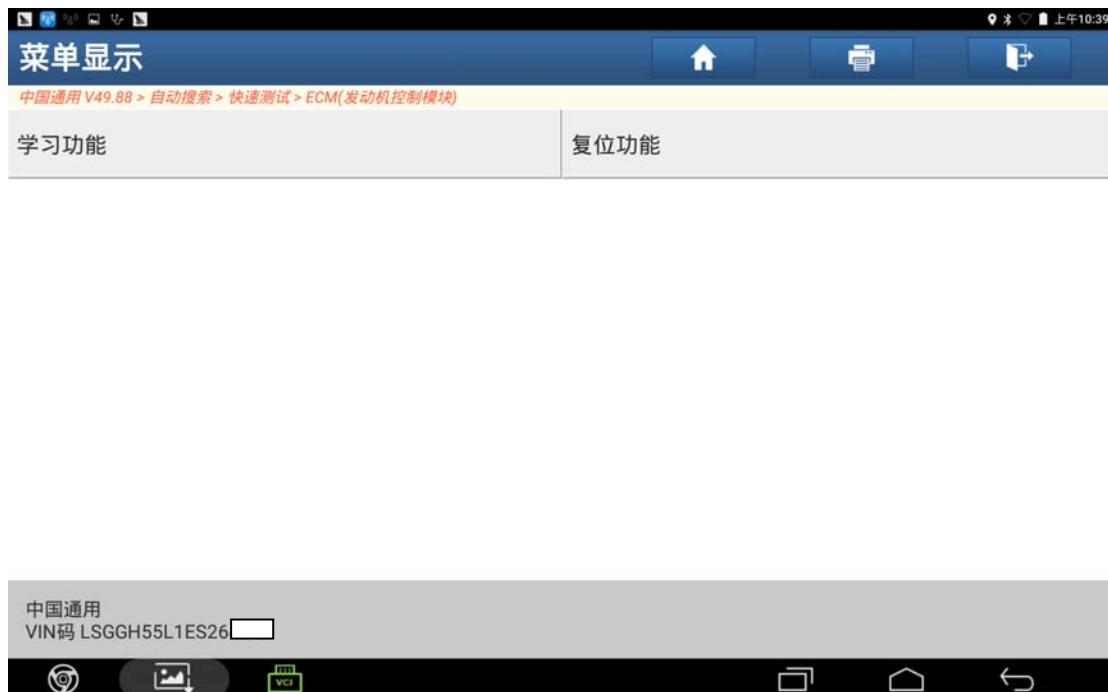 上午10:39
菜单显示
中国通用 V49.88 > 自动搜索 > 快速测试 > ECM(发动机控制模块)
学习功能
复位功能
中国通用
VIN码 LSGGH55L1ES26
VCI